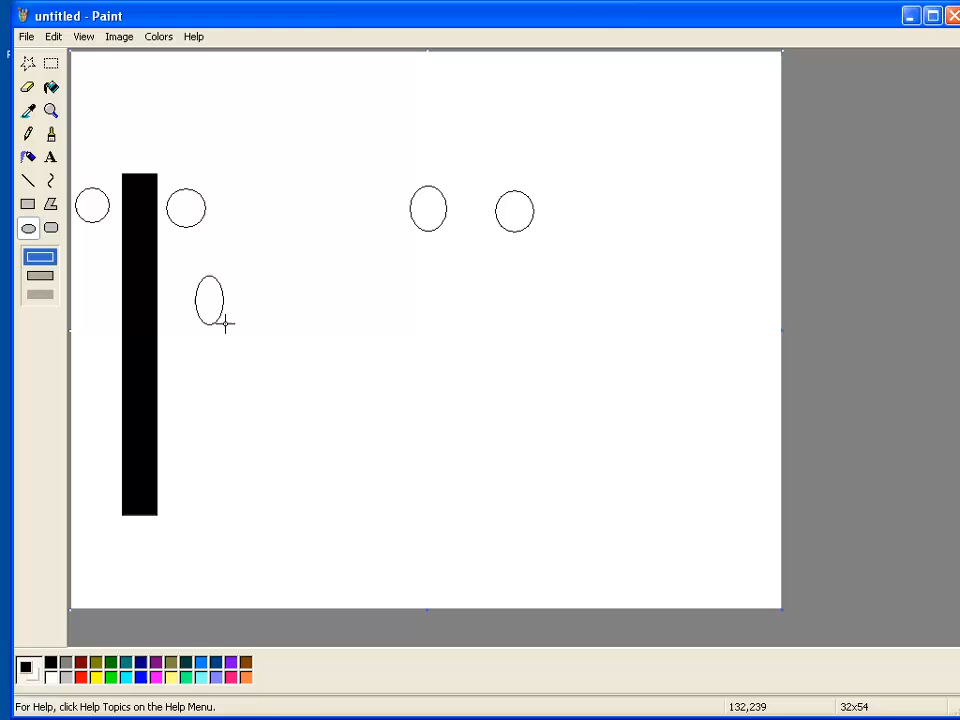 untitled - Paint
File Edit View Image Colors Help
A
For Help, click Help Topics on the Help Menu. 132,239 32x54